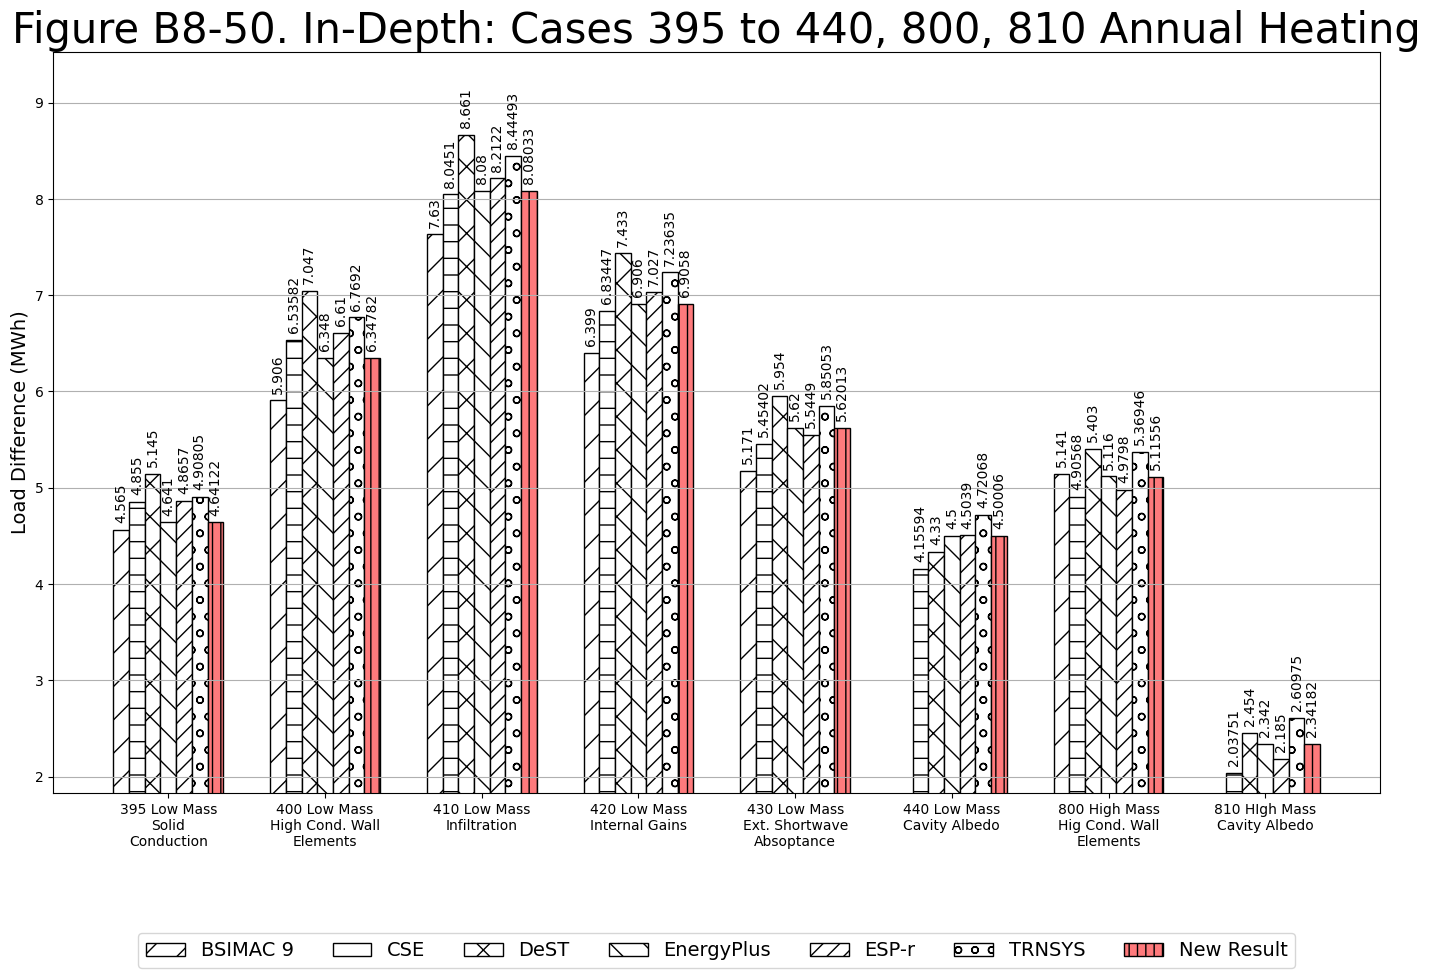 Figure B8-50. In-Depth: Cases 395 to 440, 800, 810 Annual Heating
Load Difference (MWh)
9
8
7
6
5
4
3
2
4.565
4.855
5.145
4.641
4.8657
4.90805
4.64122
5.906
6.53582
7.047
6.348
6.61
6.7692
6.34782
7.63
8.0451
8.661
8.08
8.2122
8.44493
8.08033
6.399
6.83447
7.433
6.906
7.027
7.23635
6.9058
5.171
5.45402
5.954
5.62
5.5449
5.85053
5.62013
4.15594
4.33
4.5
4.5039
4.72068
4.50006
5.141
4.90568
5.403
5.116
4.9798
5.36946
5.11556
2.03751
2.454
2.342
2.185
2.60975
2.34182
395 Low Mass
Solid
Conduction
400 Low Mass
High Cond. Wall
Elements
410 Low Mass
Infiltration
420 Low Mass
Internal Gains
430 Low Mass
Ext. Shortwave
Absoptance
440 Low Mass
Cavity Albedo
800 High Mass
Hig Cond. Wall
Elements
810 HIgh Mass
Cavity Albedo
BSIMAC 9
CSE
DeST
EnergyPlus
ESP-r
TRNSYS
New Result